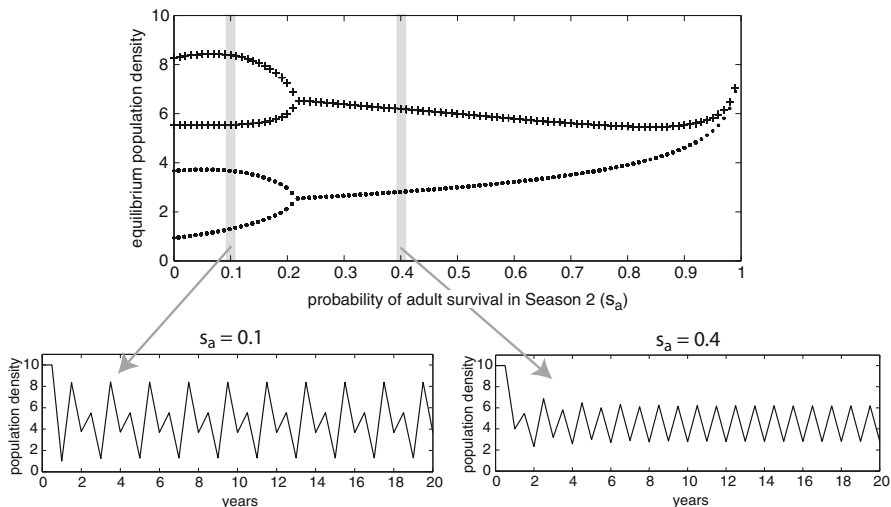 10
8
6
4
2
0
equilibrium population density
0 0.1 0.2 0.3 0.4 0.5 0.6 0.7 0.8 0.9 1
probability of adult survival in Season 2 (sa)
sa = 0.1
10
8
6
4
2
0
population density
0 2 4 6 8 10 12 14 16 18 20
years
sa = 0.4
10
8
6
4
2
0
population density
0 2 4 6 8 10 12 14 16 18 20
years